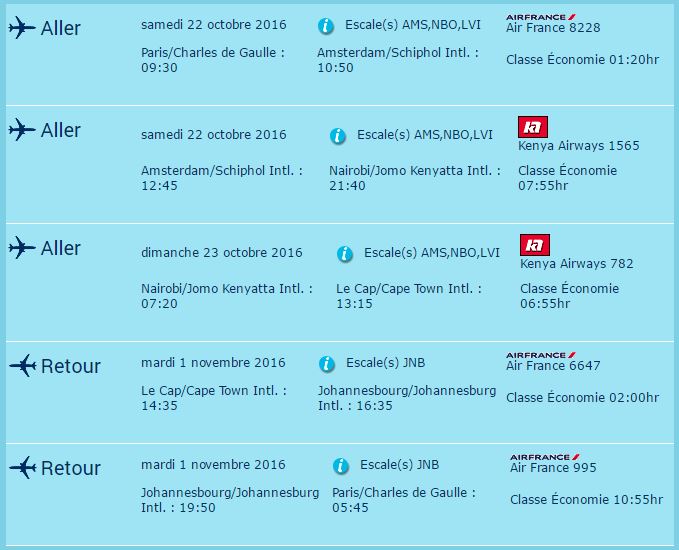 Aller
samedi 22 octobre 2016
Escale(s) AMS,NBO,LVI
AIRFRANCE
Air France 8228
Paris/Charles de Gaulle :
09:30
Amsterdam/Schiphol Intl. :
10:50
Classe Économie 01:20hr
Aller
samedi 22 octobre 2016
Escale(s) AMS,NBO,LVI
Kenya Airways 1565
Amsterdam/Schiphol Intl. :
12:45
Nairobi/Jomo Kenyatta Intl. :
21:40
Classe Économie
07:55hr
Aller
dimanche 23 octobre 2016
Escale(s) AMS,NBO,LVI
Kenya Airways 782
Nairobi/Jomo Kenyatta Intl. :
07:20
Le Cap/Cape Town Intl. :
13:15
Classe Économie
06:55hr
Retour
mardi 1 novembre 2016
Escale(s) JNB
AIRFRANCE
Air France 6647
Le Cap/Cape Town Intl. :
14:35
Johannesbourg/Johannesburg
Intl. : 16:35
Classe Économie 02:00hr
Retour
mardi 1 novembre 2016
Escale(s) JNB
AIRFRANCE
Air France 995
Johannesbourg/Johannesburg
Intl. : 19:50
Paris/Charles de Gaulle :
05:45
Classe Économie 10:55hr